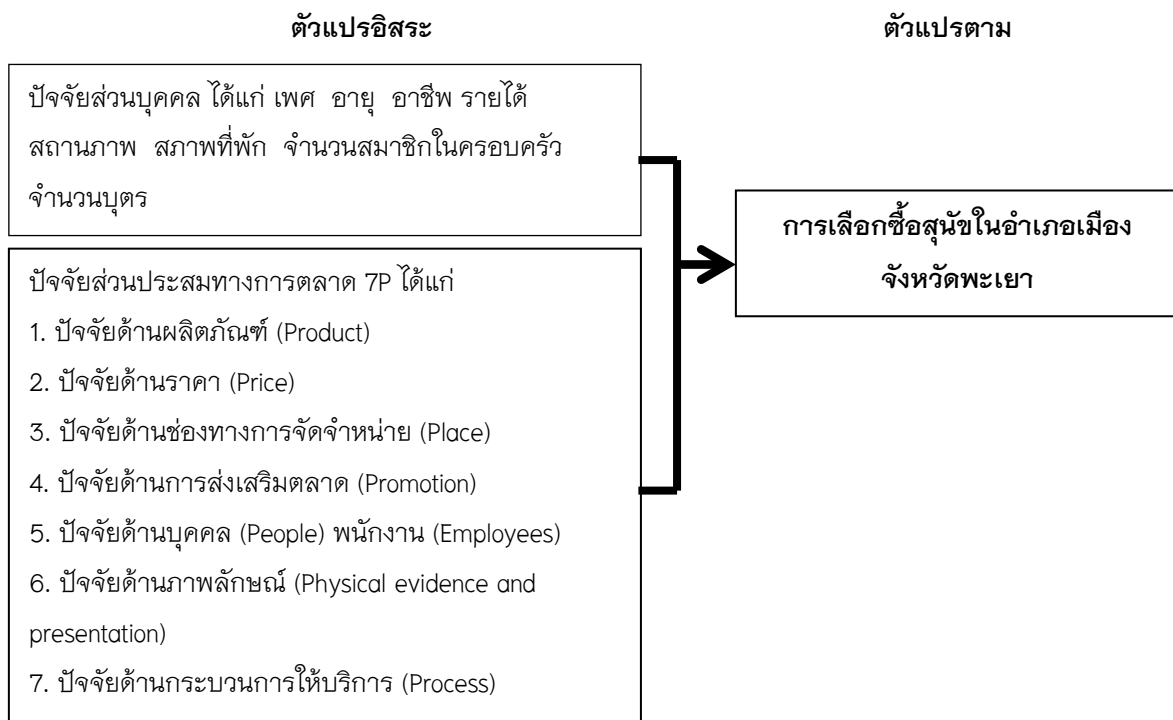 ตัวแปรอิสระ
ตัวแปรตาม
ปัจจัยส่วนบุคคล ได้แก่ เพศ อายุ อาชีพ รายได้
สถานภาพ สภาพที่พัก จำนวนสมาชิกในครอบครัว
จำนวนบุตร
ปัจจัยส่วนประสมทางการตลาด 7P ได้แก่
1. ปัจจัยด้านผลิตภัณฑ์ (Product)
2. ปัจจัยด้านราคา (Price)
3. ปัจจัยด้านช่องทางการจัดจำหน่าย (Place)
4. ปัจจัยด้านการส่งเสริมตลาด (Promotion)
5. ปัจจัยด้านบุคคล (People) พนักงาน (Employees)
6. ปัจจัยด้านภาพลักษณ์ (Physical evidence and
presentation)
7. ปัจจัยด้านกระบวนการให้บริการ (Process)
การเลือกซื้อสุนัขในอำเภอเมือง
จังหวัดพะเยา